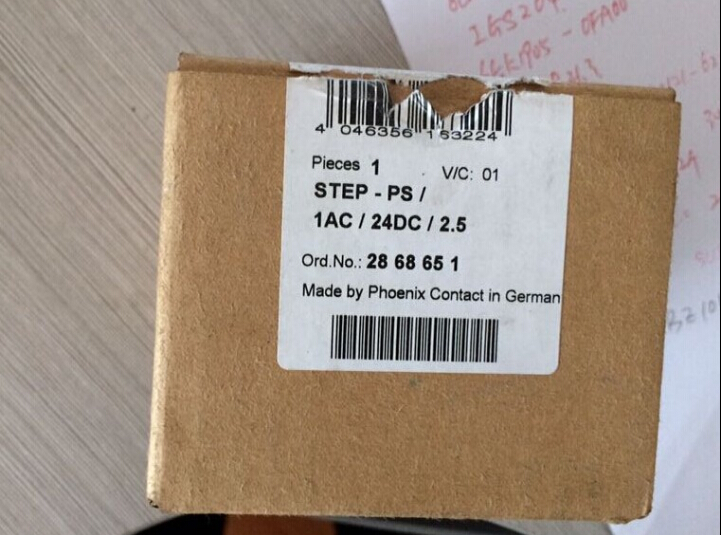 4 046356 163224
Pieces 1 V/C: 01
STEP - PS /
1AC / 24DC / 2.5
Ord.No.: 28 68 65 1
Made by Phoenix Contact in German
IGS204